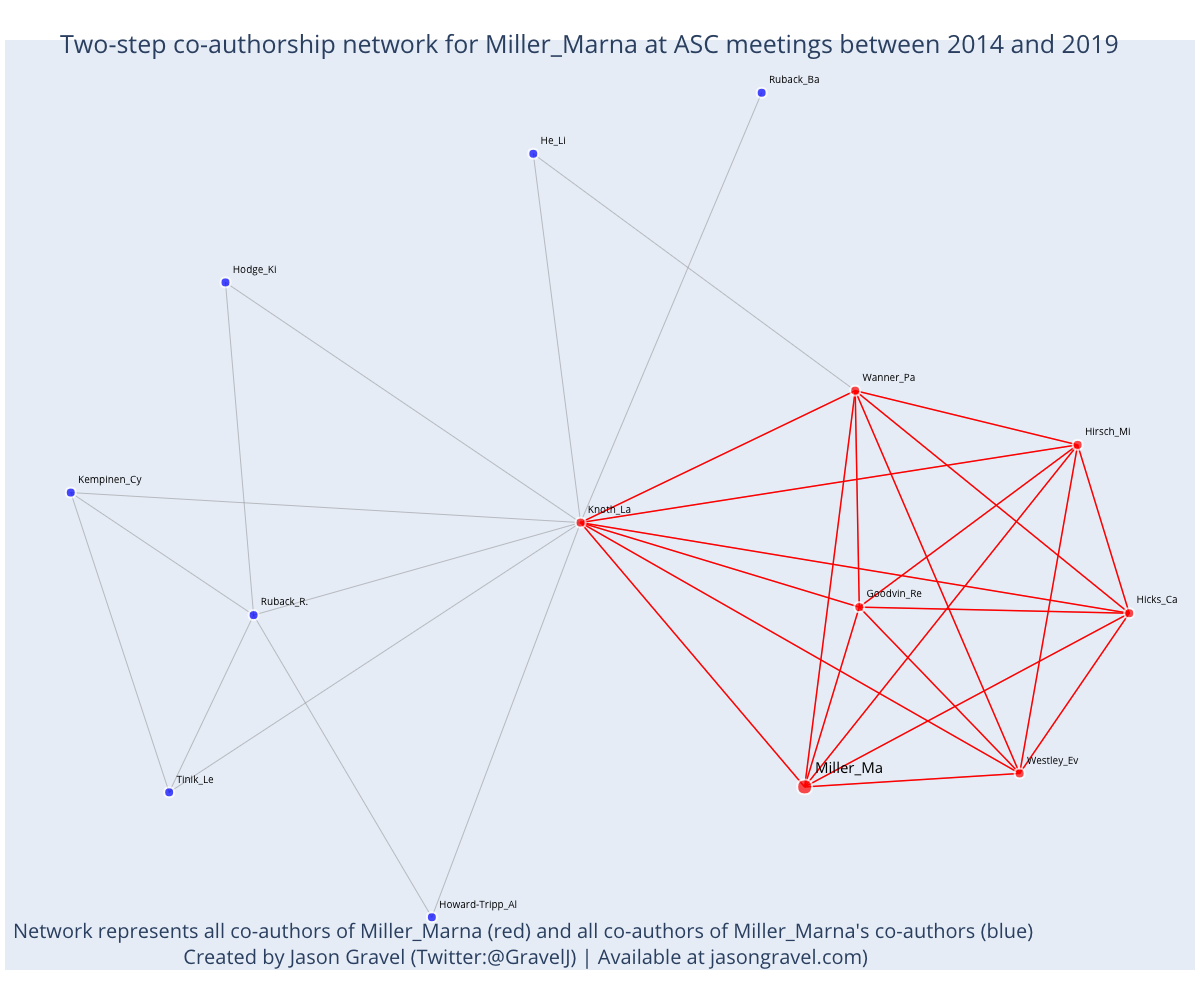 Two-step co-authorship network for Miller_Marna at ASC meetings between 2014 and 2019
Ruback_Ba
He_Li
Hodge_Ki
Wanner_Pa
Hirsch_Mi
Kempinen_Cy
Knoth_La
Goodvin_Re
Hicks_Ca
Ruback_R.
Westley_Ev
Miller_Ma
Tinik_Le
Howard-Tripp_Al
Network represents all co-authors of Miller_Marna (red) and all co-authors of Miller_Marna's co-authors (blue)
Created by Jason Gravel (Twitter:@GravelJ) | Available at jasongravel.com)